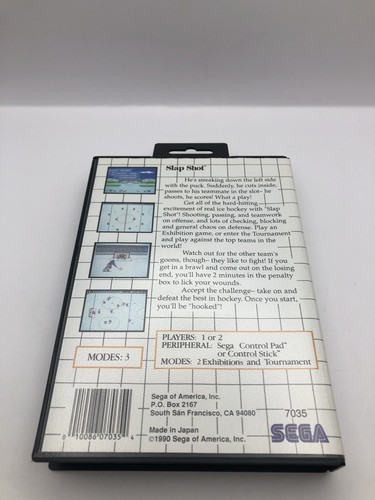 Slap Shot™
He's sneaking down the left side
with the puck. Suddenly, he cuts inside,
passes to his teammate in the slot– he
shoots, he scores! What a play!
Get all of the hard-hitting
excitement of real ice hockey with "Slap
Shot"! Shooting, passing, and teamwork
on offense, and lots of checking, blocking
and general chaos on defense. Play an
Exhibition game, or enter the Tournament
and play against the top teams in the
world!
Watch out for the other team's
goons, though– they like to fight! If you
get in a brawl and come out on the losing
end, you'll have 2 minutes in the penalty
box to lick your wounds.
Accept the challenge– take on and
defeat the best in hockey. Once you start,
you'll be "hooked"!
MODES: 3
PLAYERS: 1 or 2
PERIPHERAL: Sega Control Pad™
or Control Stick™
MODES: 2 Exhibitions and Tournament
Sega of America, Inc.
P.O. Box 2167
South San Francisco, CA 94080
7035
Made in Japan
©1990 Sega of America, Inc.
SEGA
0 10086 07035 4